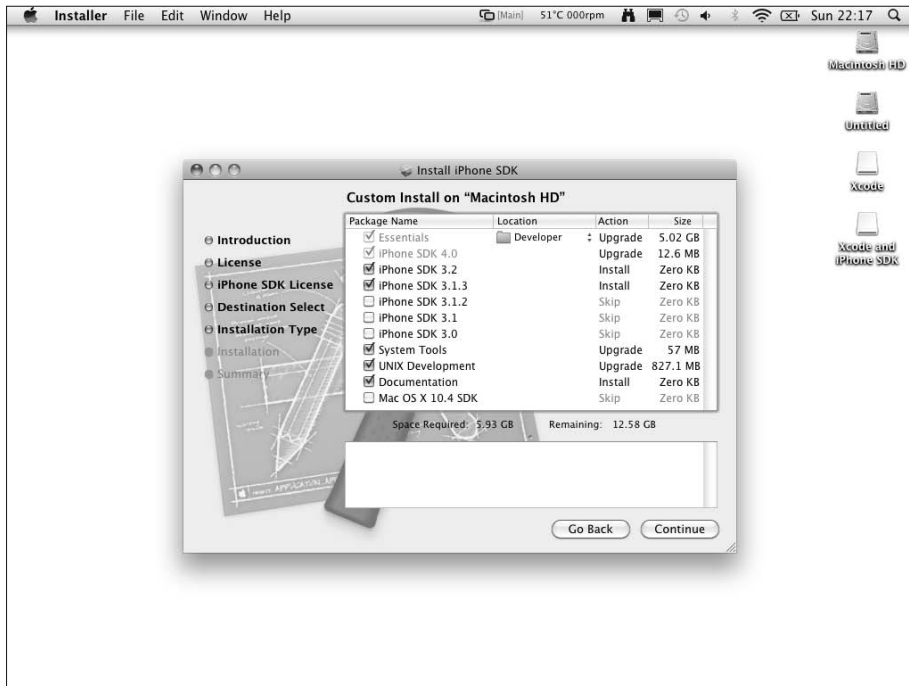 Installer File Edit Window Help [Main] 51°C 000rpm Sun 22:17
Macintosh HD
Untitled
Xcode
Xcode and
iPhone SDK
Install iPhone SDK
Custom Install on “Macintosh HD”
Introduction
License
iPhone SDK License
Destination Select
Installation Type
Installation
Summary
Package Name Location Action Size
Essentials Developer Upgrade 5.02 GB
iPhone SDK 4.0 Upgrade 12.6 MB
iPhone SDK 3.2 Install Zero KB
iPhone SDK 3.1.3 Install Zero KB
iPhone SDK 3.1.2 Skip Zero KB
iPhone SDK 3.1 Skip Zero KB
iPhone SDK 3.0 Skip Zero KB
System Tools Upgrade 57 MB
UNIX Development Upgrade 827.1 MB
Documentation Install Zero KB
Mac OS X 10.4 SDK Skip Zero KB
Space Required: 5.93 GB Remaining: 12.58 GB
Go Back Continue